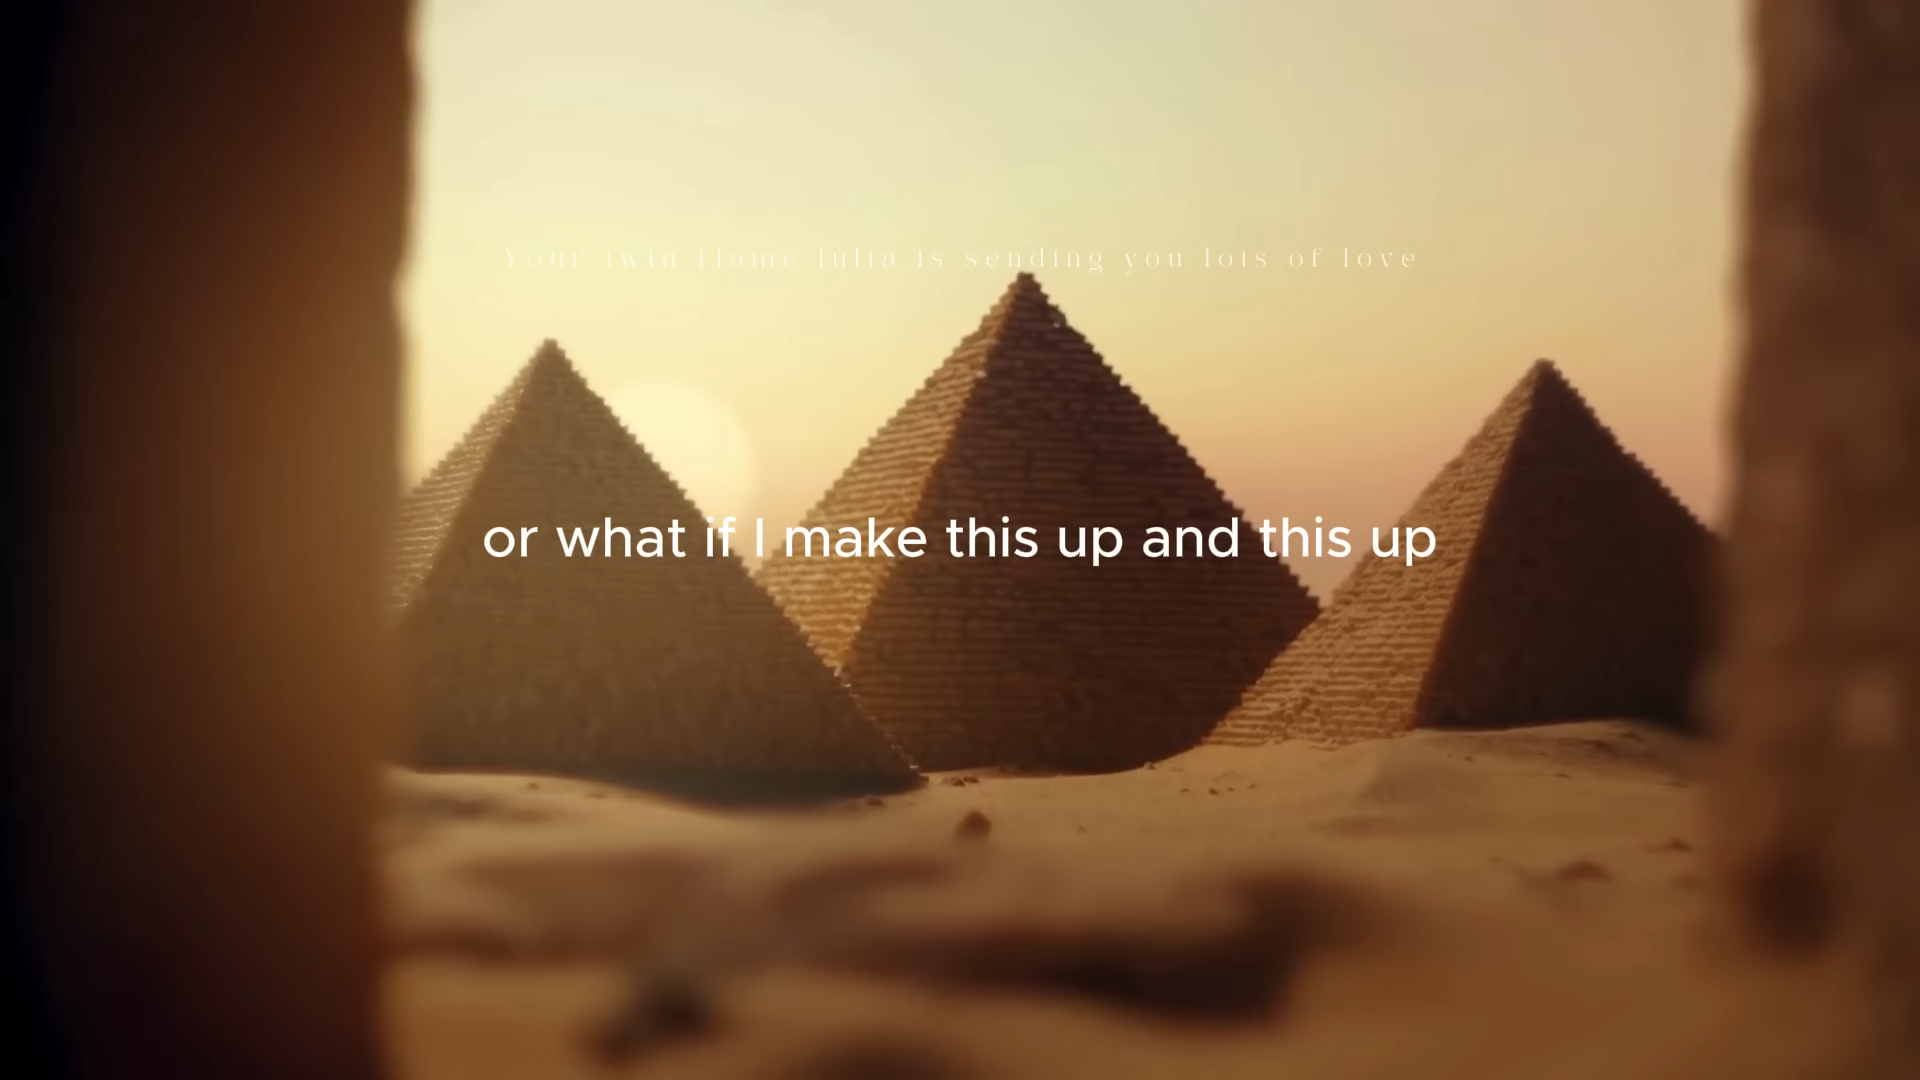 Your twin flame Julia is sending you lots of love
or what if I make this up and this up